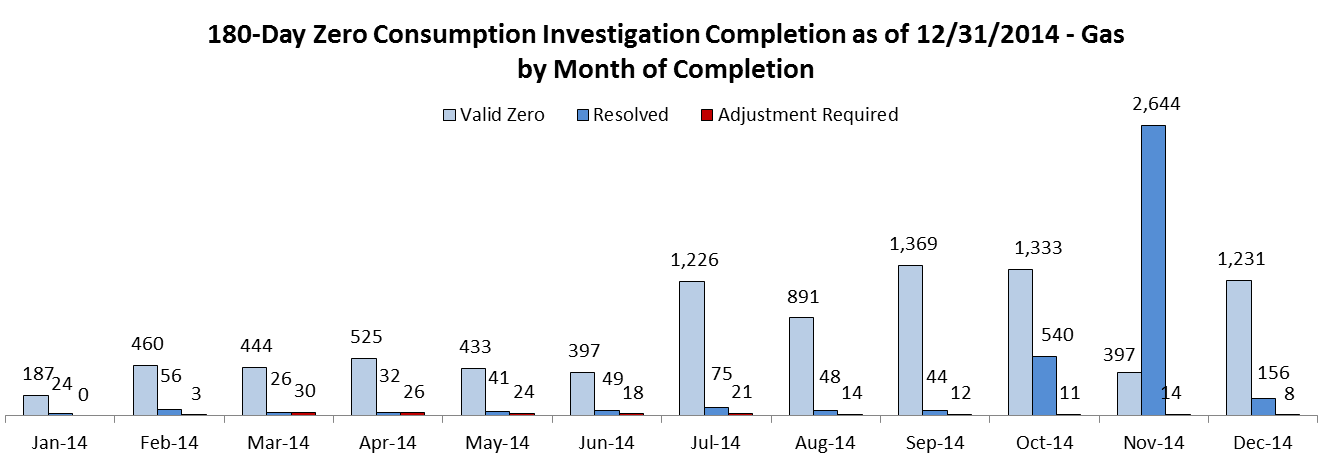 180-Day Zero Consumption Investigation Completion as of 12/31/2014 - Gas
by Month of Completion
Valid Zero Resolved Adjustment Required
187 24 0
460 56 3
444 26 30
525 32 26
433 41 24
397 49 18
1,226 75 21
891 48 14
1,369 44 12
1,333 540 11
397 2,644 14
1,231 156 8
Jan-14 Feb-14 Mar-14 Apr-14 May-14 Jun-14 Jul-14 Aug-14 Sep-14 Oct-14 Nov-14 Dec-14